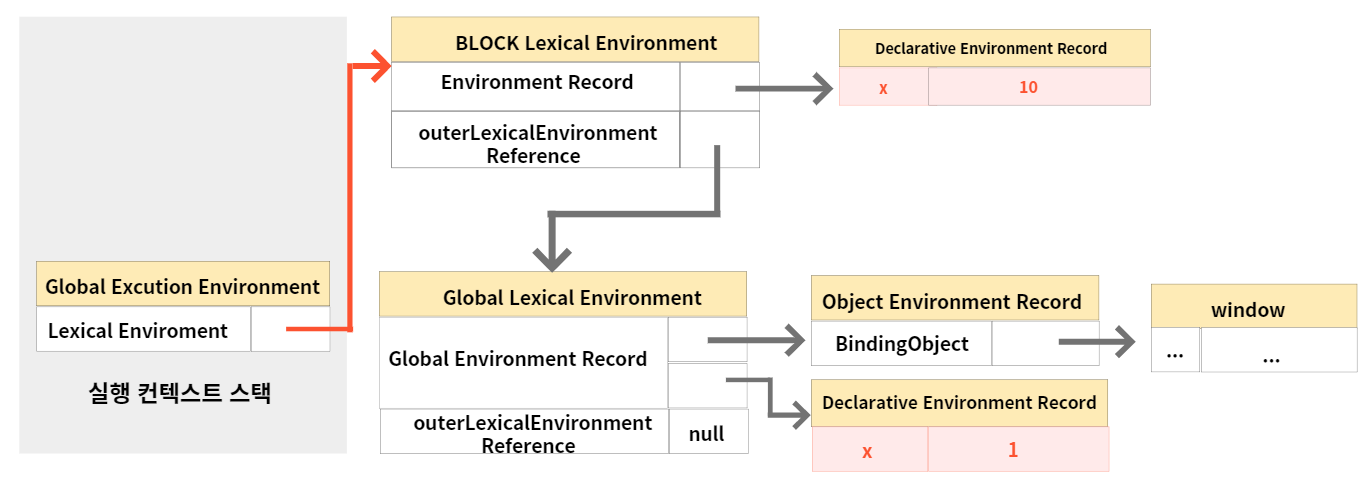 BLOCK Lexical Environment
Environment Record
outerLexicalEnvironment
Reference
Declarative Environment Record
x
10
Global Excution Environment
Lexical Enviroment
실행 컨텍스트 스택
Global Lexical Environment
Global Environment Record
outerLexicalEnvironment
Reference
null
Object Environment Record
BindingObject
window
...
...
Declarative Environment Record
x
1